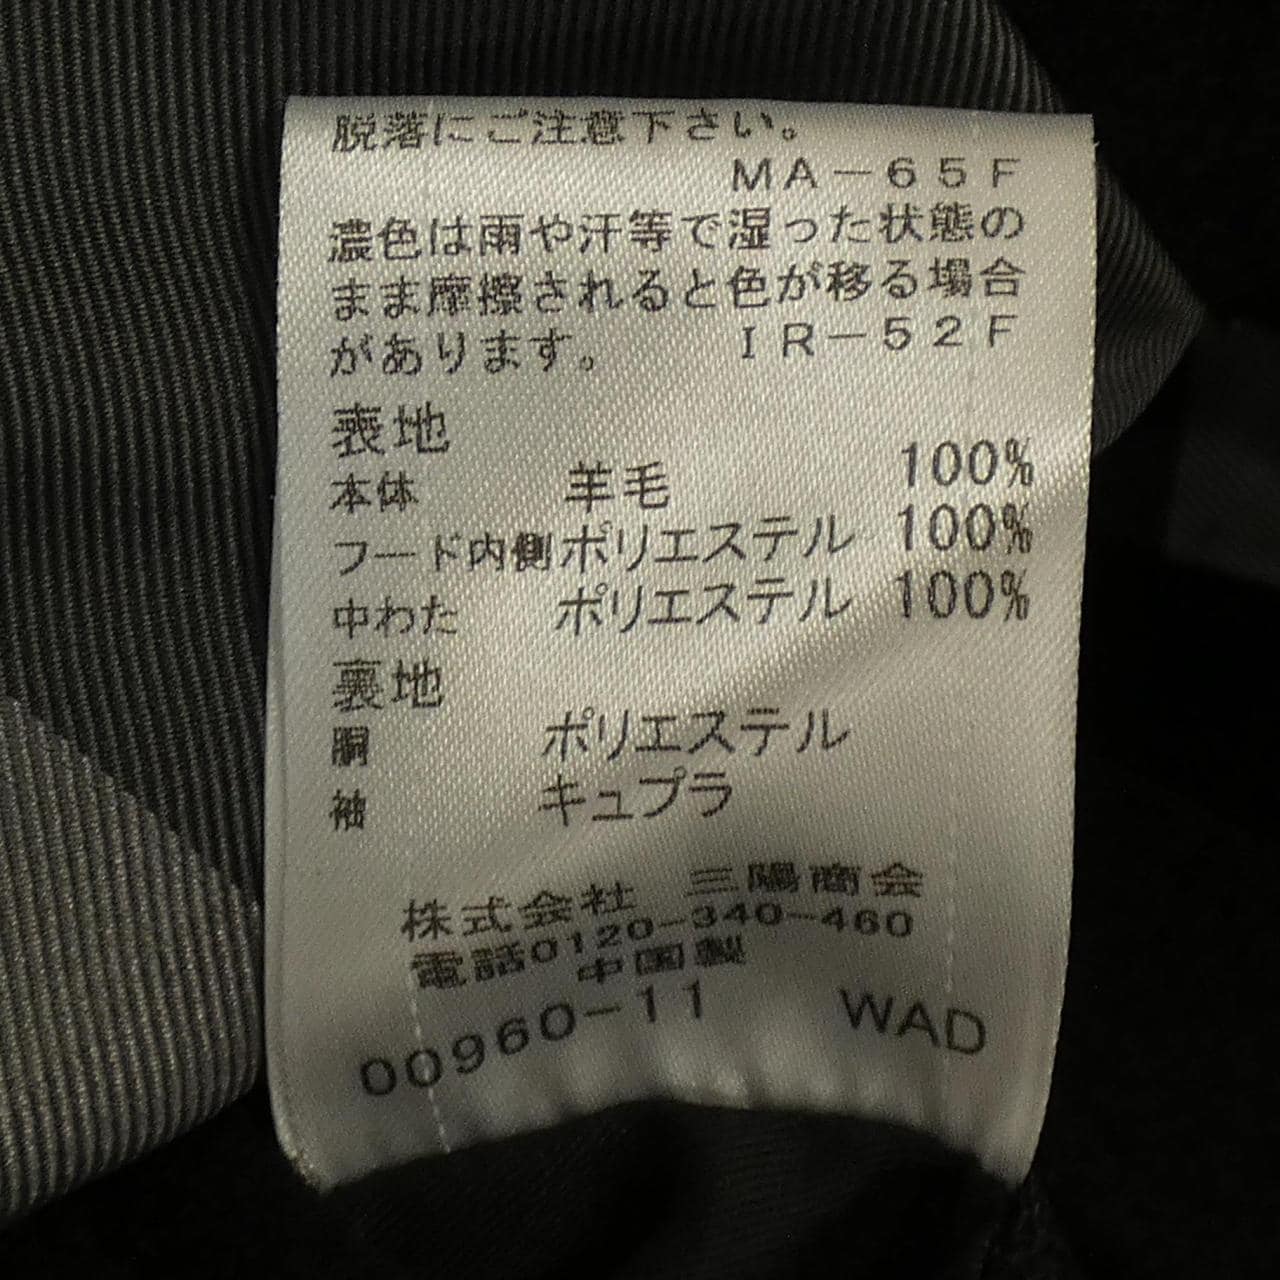 脱落にご注意下さい。
MA－65F
濃色は雨や汗等で湿った状態の
まま摩擦されると色が移る場合
があります。 IR－52F
表地
本体 羊毛 100%
フード内側 ポリエステル 100%
中わた ポリエステル 100%
裏地
胴 ポリエステル
袖 キュプラ
株式会社 三陽商会
電話0120-340-460
中国製
00960-11 WAD